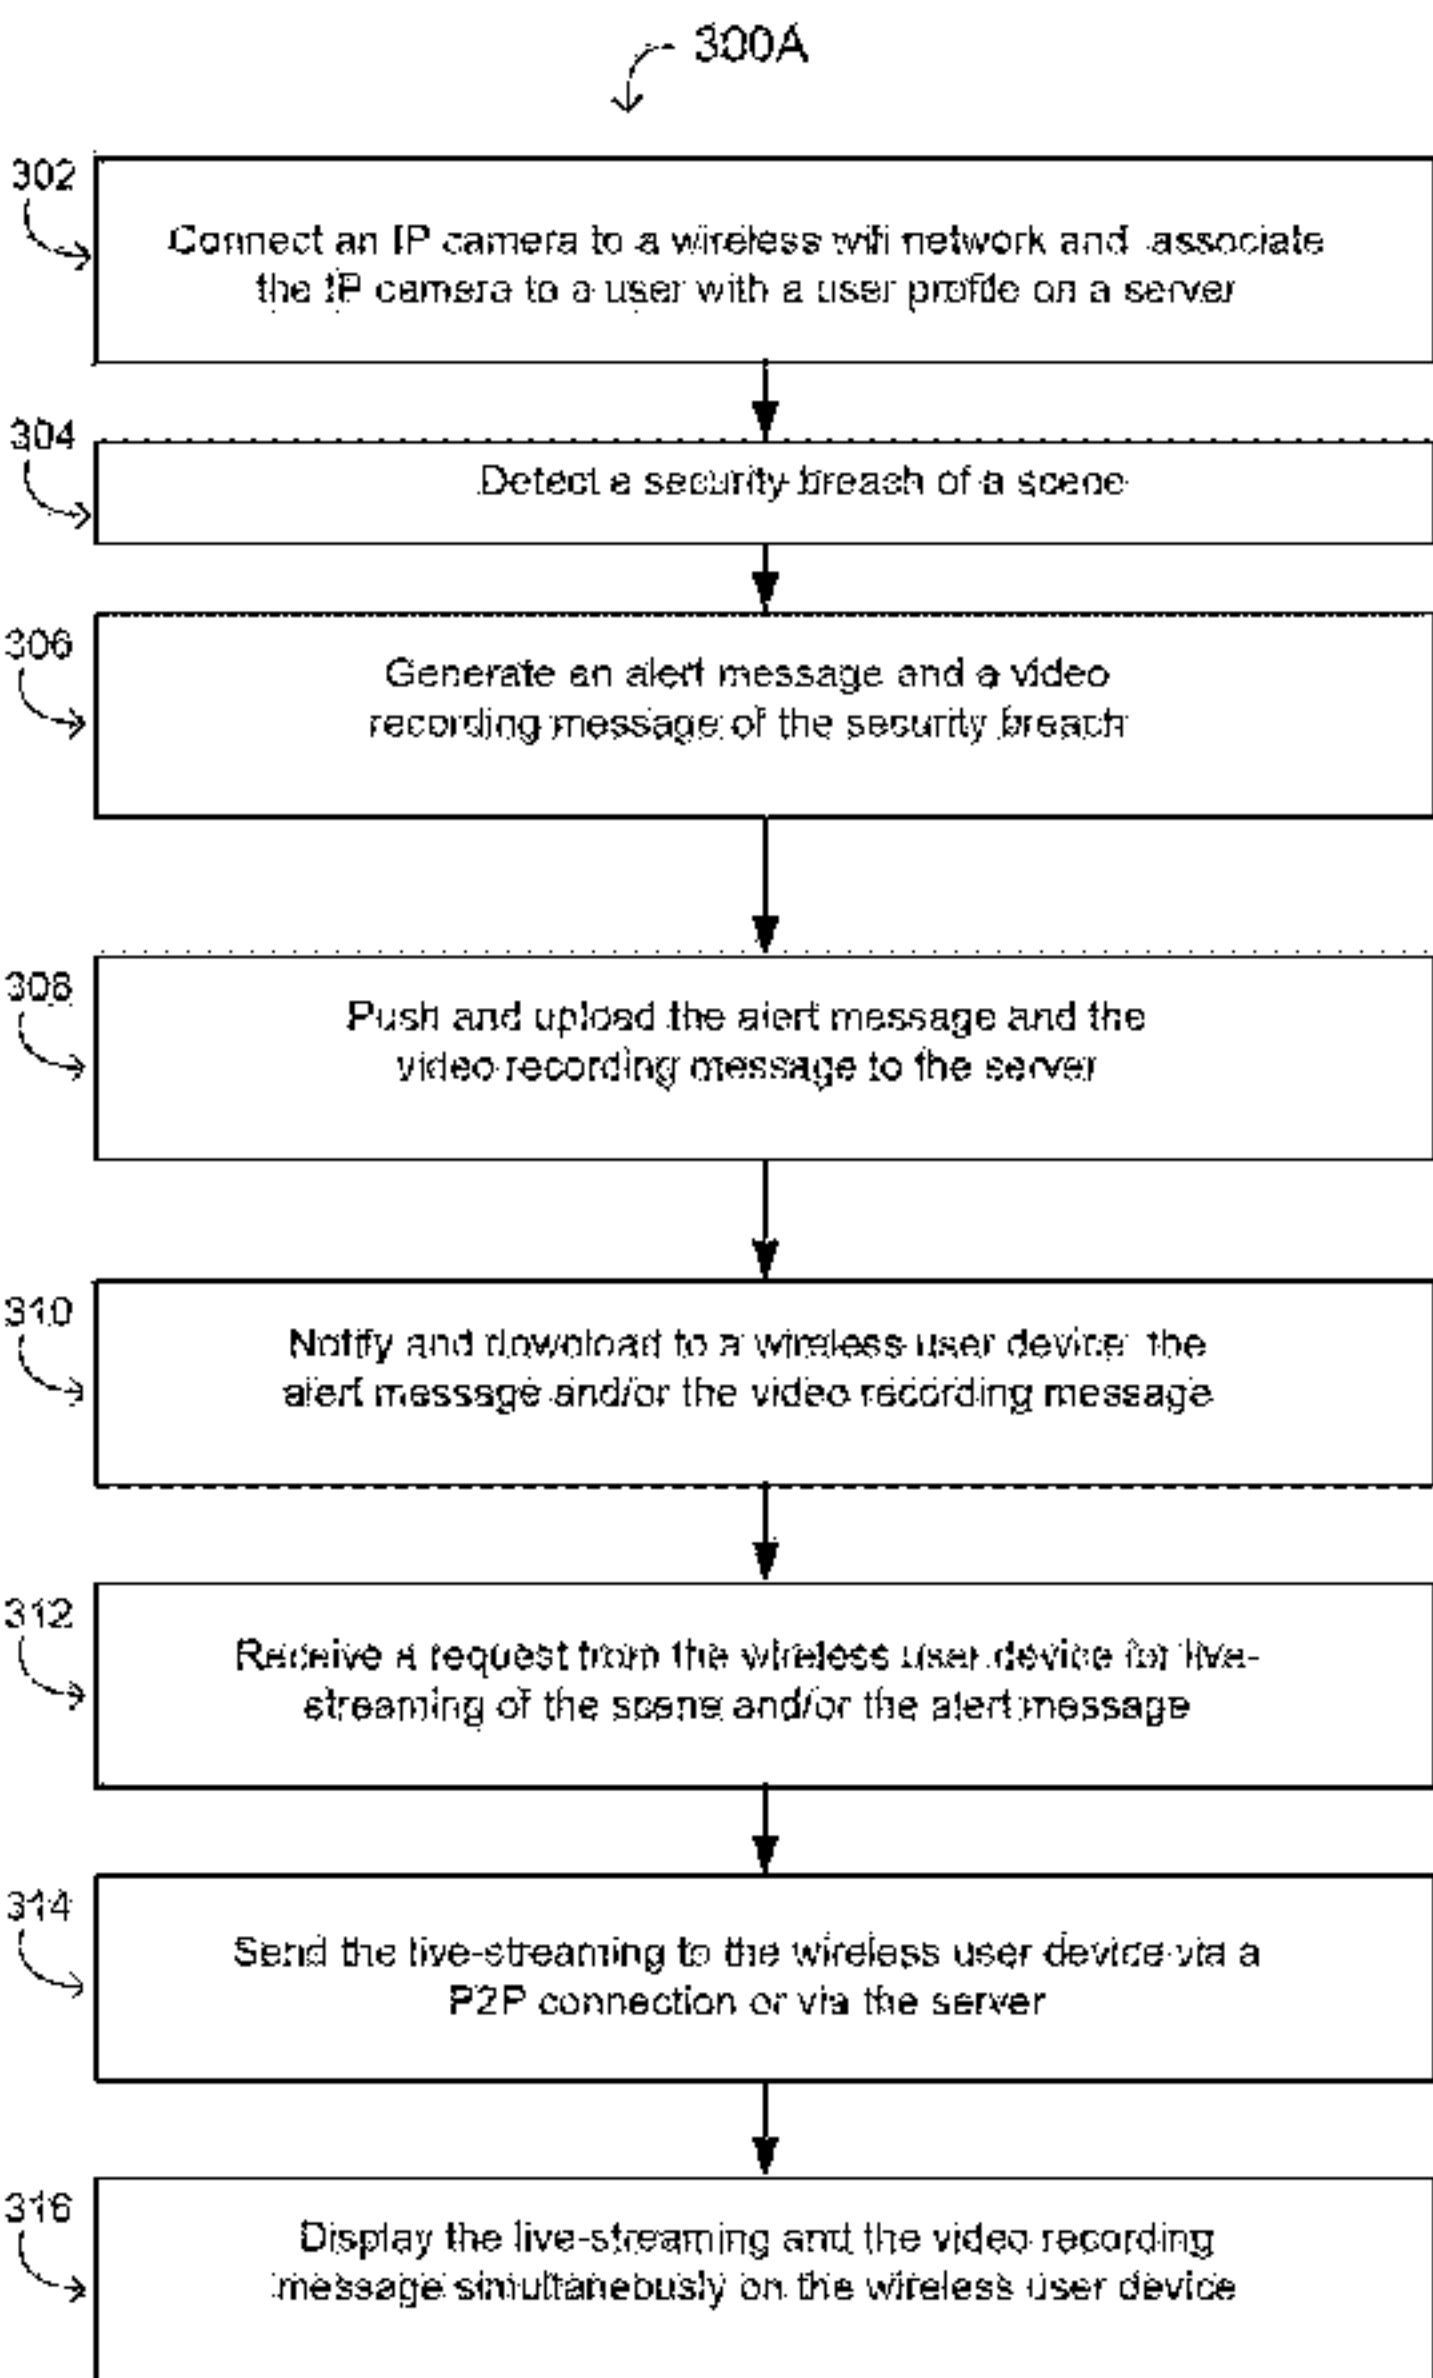 300A
302
Connect an IP camera to a wireless wifi network and associate
the IP camera to a user with a user profile on a server
304
Detect a security breach of a scene
306
Generate an alert message and a video
recording message of the security breach
308
Push and upload the alert message and the
video recording message to the server
310
Notify and download to a wireless user device the
alert message and/or the video recording message
312
Receive a request from the wireless user device for live-
streaming of the scene and/or the alert message
314
Send the live-streaming to the wireless user device via a
P2P connection or via the server
316
Display the live-streaming and the video recording
message simultaneously on the wireless user device